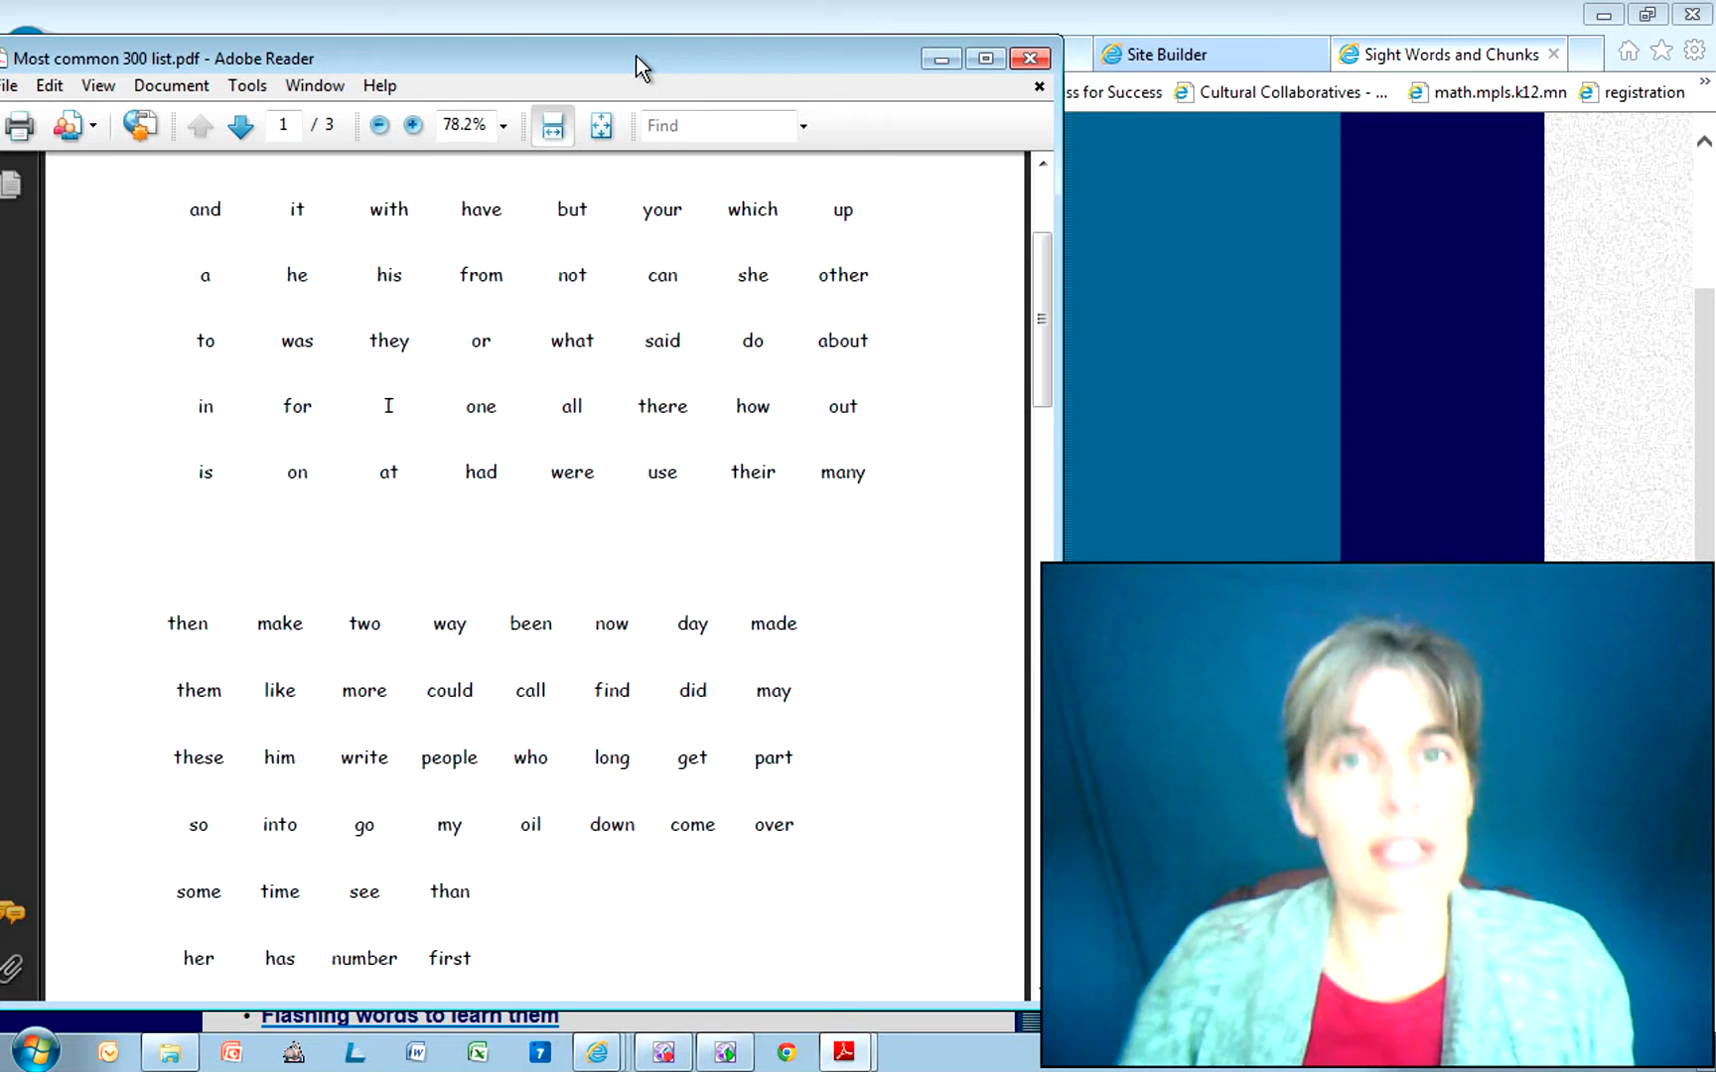 Most common 300 list.pdf - Adobe Reader
Site Builder
Sight Words and Chunks
File Edit View Document Tools Window Help
ss for Success
Cultural Collaboratives - ...
math.mpls.k12.mn
registration
1 / 3
78.2%
Find
and it with have but your which up
a he his from not can she other
to was they or what said do about
in for I one all there how out
is on at had were use their many
then make two way been now day made
them like more could call find did may
these him write people who long get part
so into go my oil down come over
some time see than
her has number first
• Flashing words to learn them
7